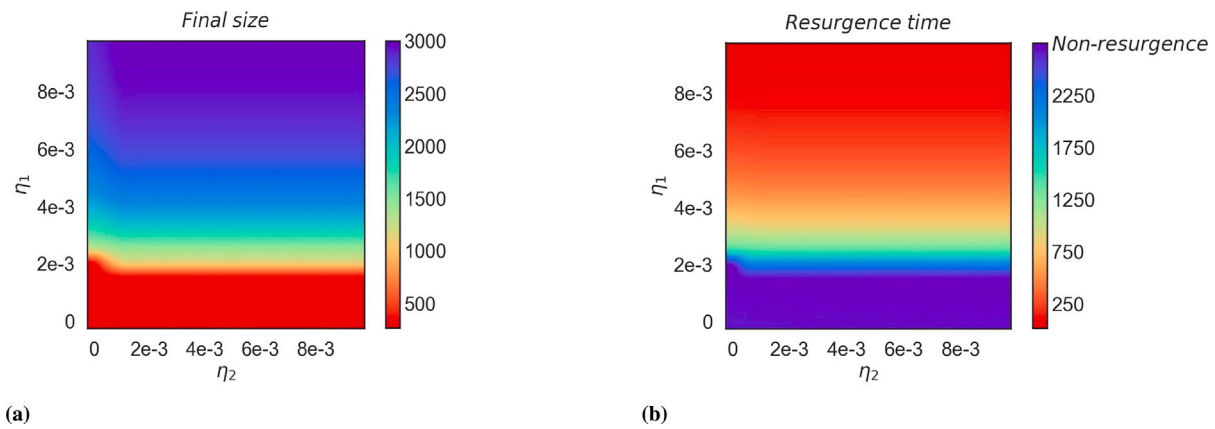 Final size
η1
8e-3
6e-3
4e-3
2e-3
0
0 2e-3 4e-3 6e-3 8e-3
η2
3000
2500
2000
1500
1000
500
(a)
Resurgence time
η1
8e-3
6e-3
4e-3
2e-3
0
0 2e-3 4e-3 6e-3 8e-3
η2
Non-resurgence
2250
1750
1250
750
250
(b)